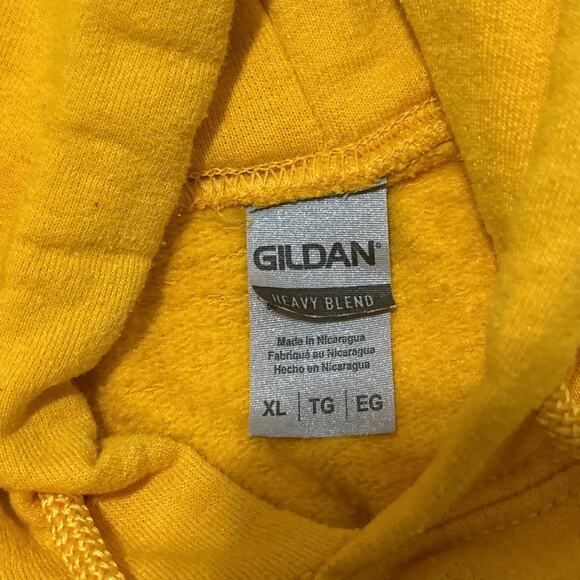 GILDAN®
HEAVY BLEND
Made in Nicaragua
Fabriqué au Nicaragua
Hecho en Nicaragua
XL | TG | EG